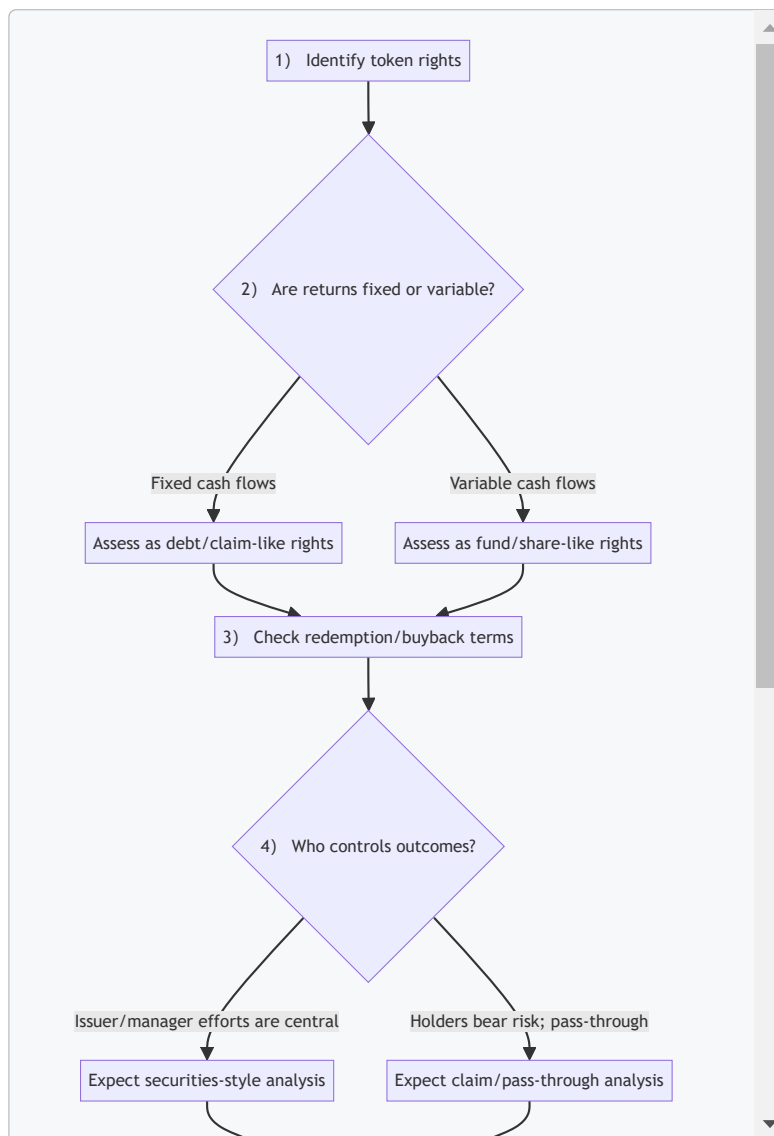 1) Identify token rights
2) Are returns fixed or variable?
Fixed cash flows
Variable cash flows
Assess as debt/claim-like rights
Assess as fund/share-like rights
3) Check redemption/buyback terms
4) Who controls outcomes?
Issuer/manager efforts are central
Holders bear risk; pass-through
Expect securities-style analysis
Expect claim/pass-through analysis